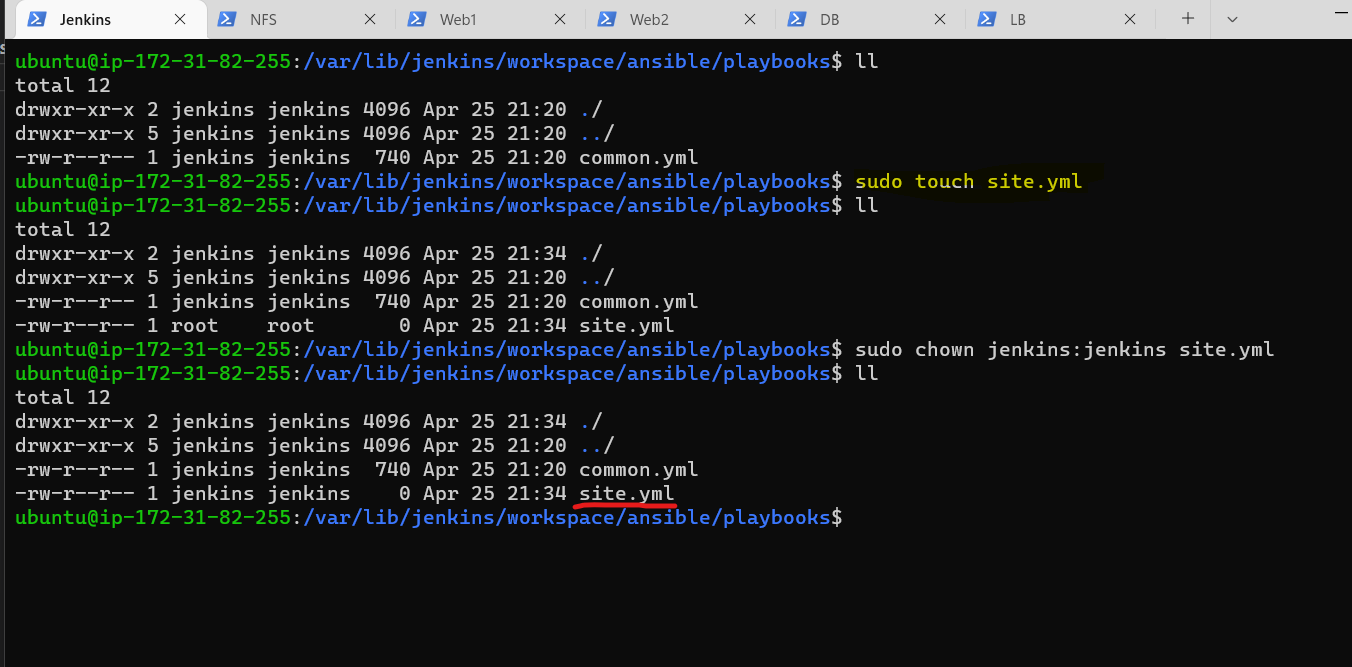 Jenkins NFS Web1 Web2 DB LB
ubuntu@ip-172-31-82-255:/var/lib/jenkins/workspace/ansible/playbooks$ ll
total 12
drwxr-xr-x 2 jenkins jenkins 4096 Apr 25 21:20 ./
drwxr-xr-x 5 jenkins jenkins 4096 Apr 25 21:20 ../
-rw-r--r-- 1 jenkins jenkins  740 Apr 25 21:20 common.yml
ubuntu@ip-172-31-82-255:/var/lib/jenkins/workspace/ansible/playbooks$ sudo touch site.yml
ubuntu@ip-172-31-82-255:/var/lib/jenkins/workspace/ansible/playbooks$ ll
total 12
drwxr-xr-x 2 jenkins jenkins 4096 Apr 25 21:34 ./
drwxr-xr-x 5 jenkins jenkins 4096 Apr 25 21:20 ../
-rw-r--r-- 1 jenkins jenkins  740 Apr 25 21:20 common.yml
-rw-r--r-- 1 root    root       0 Apr 25 21:34 site.yml
ubuntu@ip-172-31-82-255:/var/lib/jenkins/workspace/ansible/playbooks$ sudo chown jenkins:jenkins site.yml
ubuntu@ip-172-31-82-255:/var/lib/jenkins/workspace/ansible/playbooks$ ll
total 12
drwxr-xr-x 2 jenkins jenkins 4096 Apr 25 21:34 ./
drwxr-xr-x 5 jenkins jenkins 4096 Apr 25 21:20 ../
-rw-r--r-- 1 jenkins jenkins  740 Apr 25 21:20 common.yml
-rw-r--r-- 1 jenkins jenkins    0 Apr 25 21:34 site.yml
ubuntu@ip-172-31-82-255:/var/lib/jenkins/workspace/ansible/playbooks$